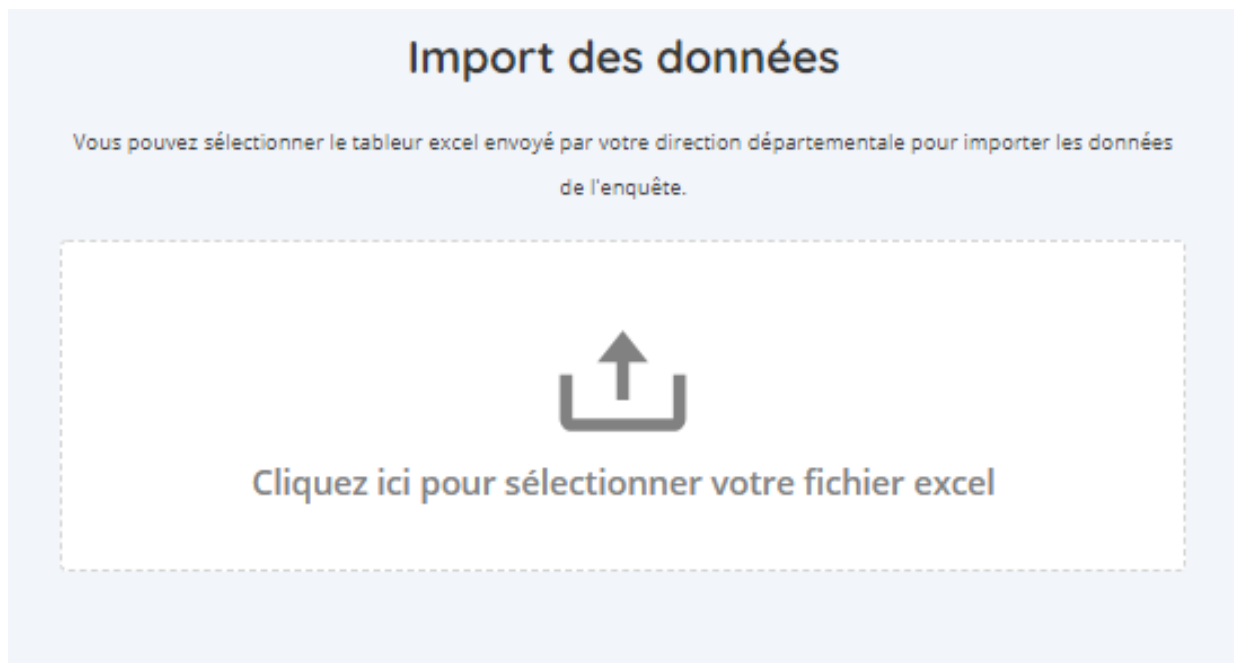 Import des données
Vous pouvez sélectionner le tableur excel envoyé par votre direction départementale pour importer les données
de l'enquête.
Cliquez ici pour sélectionner votre fichier excel